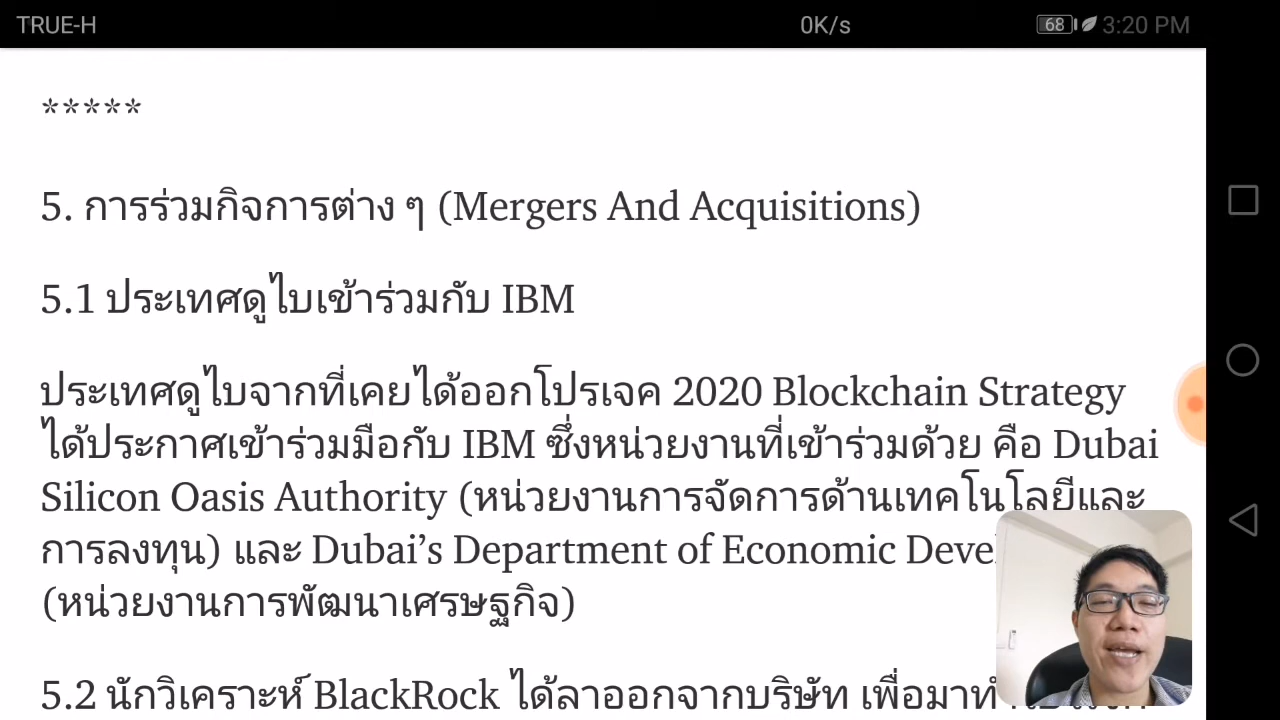 TRUE-H 0K/s 68 3:20 PM
*****
5. การร่วมกิจการต่าง ๆ (Mergers And Acquisitions)
5.1 ประเทศดูไบเข้าร่วมกับ IBM
ประเทศดูไบจากที่เคยได้ออกโปรเจค 2020 Blockchain Strategy
ได้ประกาศเข้าร่วมมือกับ IBM ซึ่งหน่วยงานที่เข้าร่วมด้วย คือ Dubai
Silicon Oasis Authority (หน่วยงานการจัดการด้านเทคโนโลยีและ
การลงทุน) และ Dubai’s Department of Economic
(หน่วยงานการพัฒนาเศรษฐกิจ)
5.2 นักวิเคราะห์ BlackRock ได้ลาออกจากบริษัท เพื่อมา